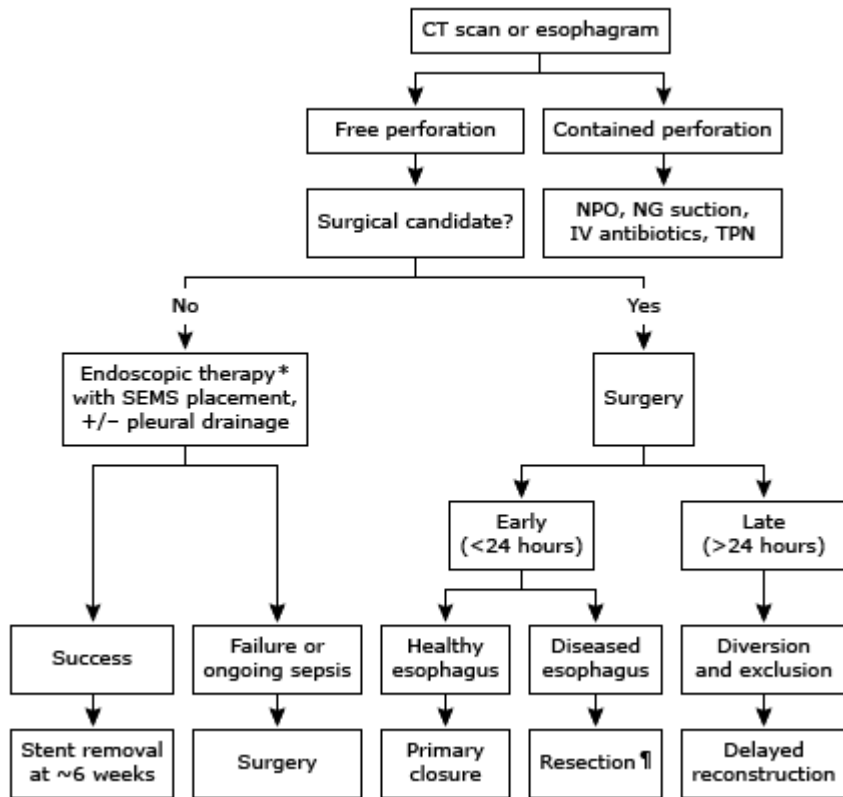 CT scan or esophagram
Free perforation
Contained perforation
Surgical candidate?
NPO, NG suction,
IV antibiotics, TPN
No
Yes
Endoscopic therapy*
with SEMS placement,
+/– pleural drainage
Surgery
Early
(<24 hours)
Late
(>24 hours)
Success
Failure or
ongoing sepsis
Healthy
esophagus
Diseased
esophagus
Diversion
and exclusion
Stent removal
at ~6 weeks
Surgery
Primary
closure
Resection ¶
Delayed
reconstruction